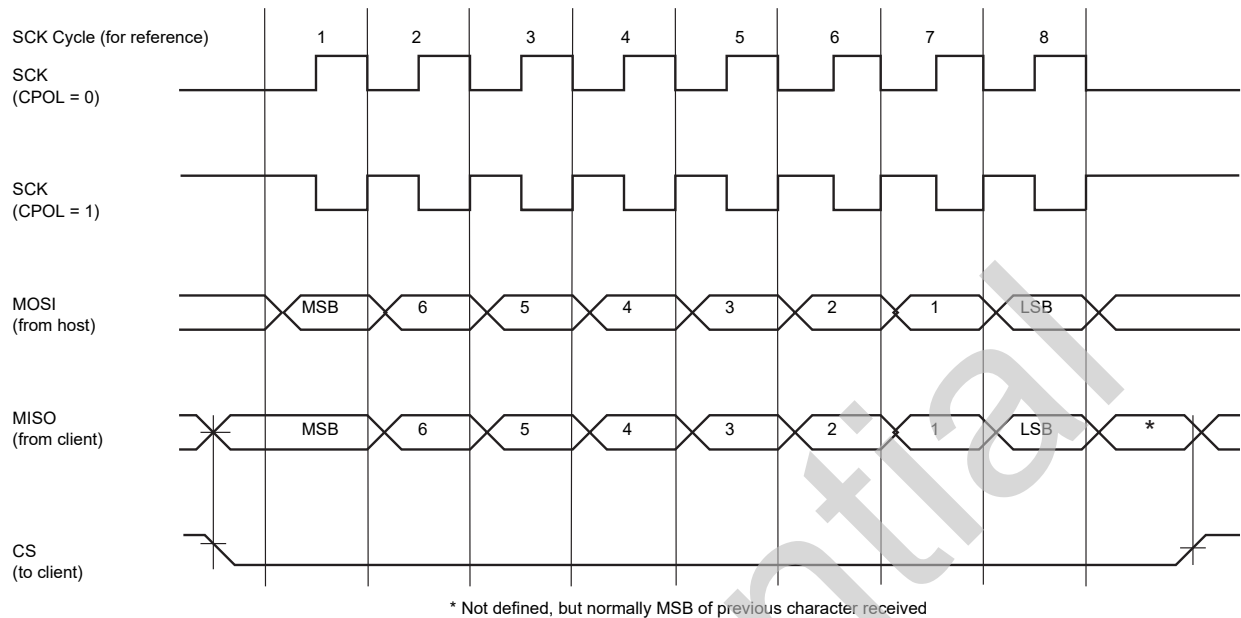 SCK Cycle (for reference) 1 2 3 4 5 6 7 8
SCK
(CPOL = 0)
SCK
(CPOL = 1)
MOSI
(from host)
MSB 6 5 4 3 2 1 LSB
MISO
(from client)
MSB 6 5 4 3 2 1 LSB *
CS
(to client)
* Not defined, but normally MSB of previous character received
ntial